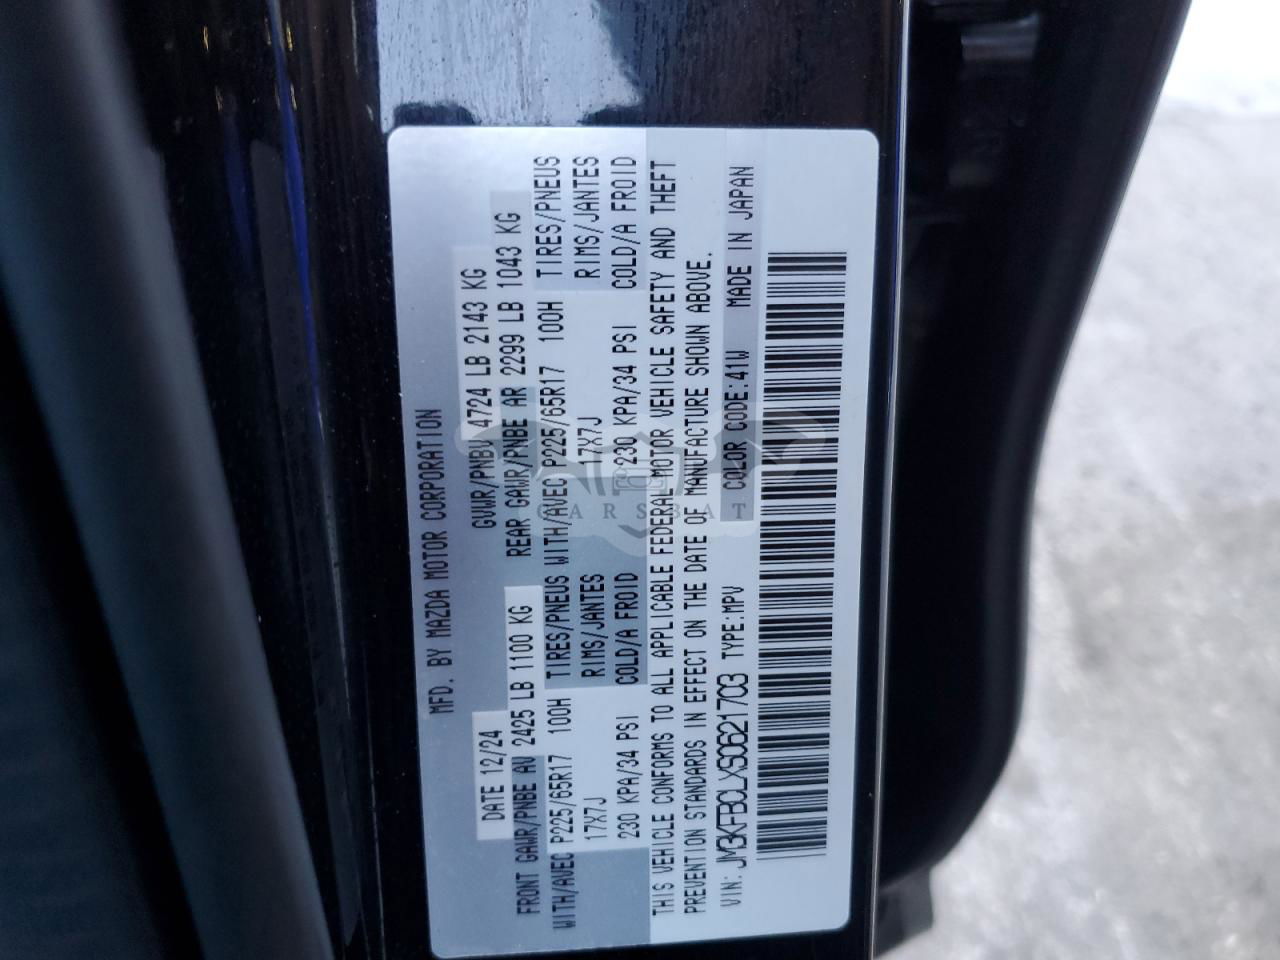 MFD. BY MAZDA MOTOR CORPORATION
DATE 12/24 GVWR/PNBV 4724 LB 2143 KG
FRONT GAWR/PNBE AV 2425 LB 1100 KG REAR GAWR/PNBE AR 2299 LB 1043 KG
WITH/AVEC P225/65R17 100H TIRES/PNEUS WITH/AVEC P225/65R17 100H TIRES/PNEUS
17X7J RIMS/JANTES 17X7J RIMS/JANTES
230 KPA/34 PSI COLD/A FROID 230 KPA/34 PSI COLD/A FROID
THIS VEHICLE CONFORMS TO ALL APPLICABLE FEDERAL MOTOR VEHICLE SAFETY AND THEFT
PREVENTION STANDARDS IN EFFECT ON THE DATE OF MANUFACTURE SHOWN ABOVE.
VIN: JM3KFBCLXS0621703 TYPE:MPV COLOR CODE:41W MADE IN JAPAN
CARSBAT